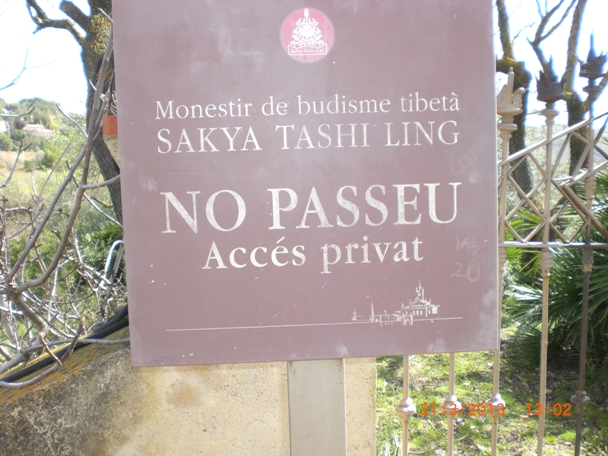 Monestir de budisme tibetà
SAKYA TASHI LING
NO PASSEU
Accés privat
21/3/2013 13:02